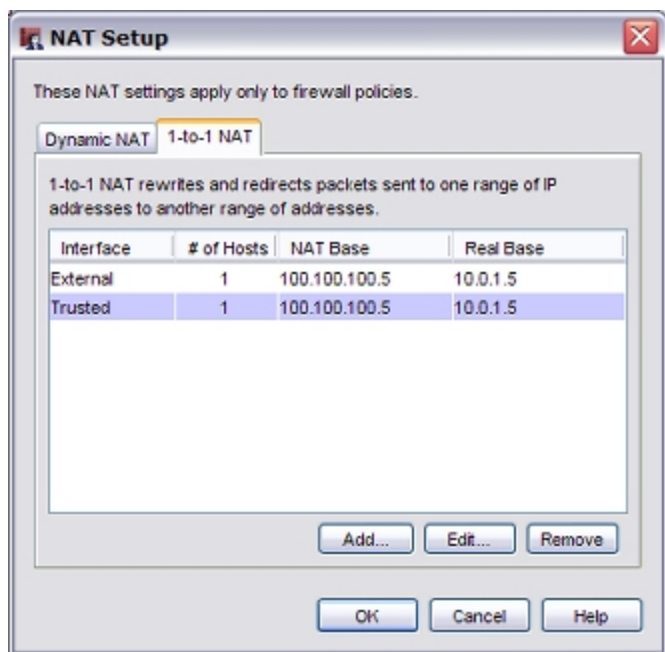 NAT Setup
These NAT settings apply only to firewall policies.
Dynamic NAT 1-to-1 NAT
1-to-1 NAT rewrites and redirects packets sent to one range of IP
addresses to another range of addresses.
Interface # of Hosts NAT Base Real Base
External 1 100.100.100.5 10.0.1.5
Trusted 1 100.100.100.5 10.0.1.5
Add... Edit... Remove
OK Cancel Help